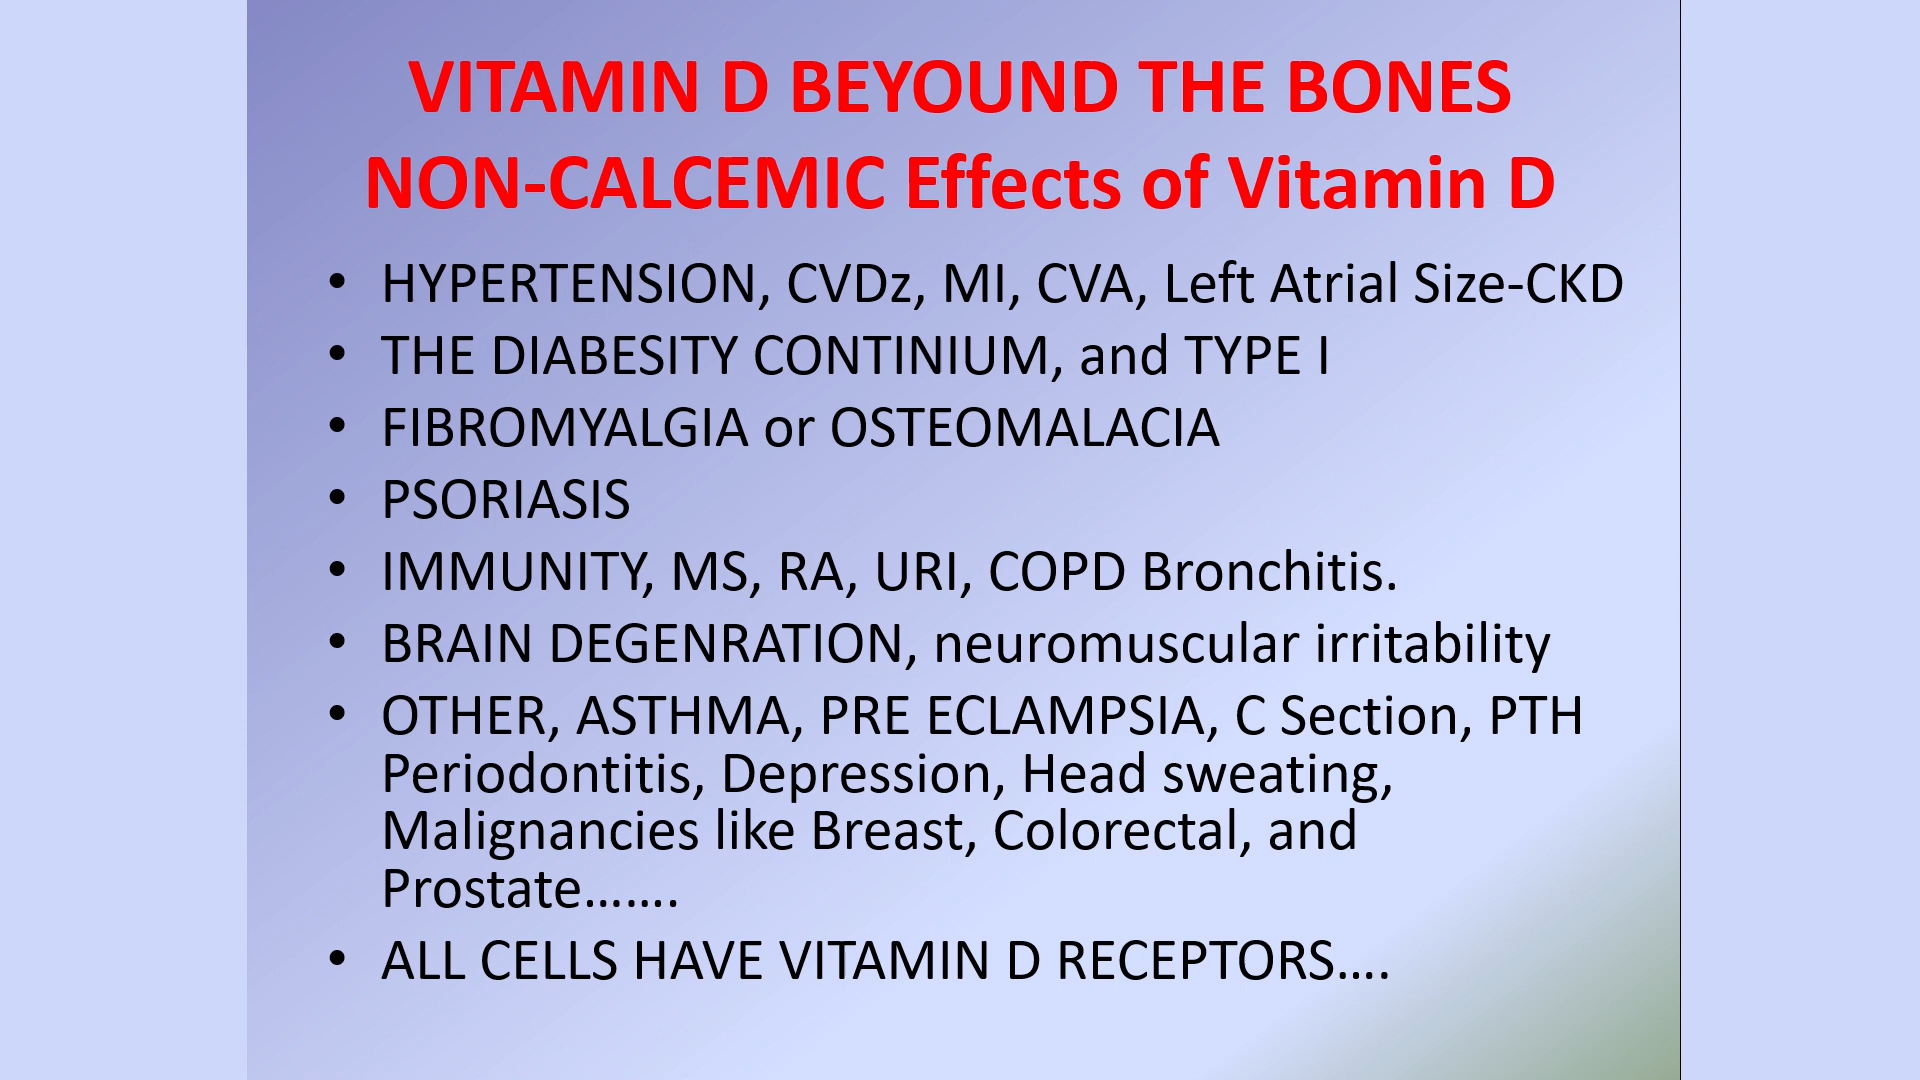 VITAMIN D BEYOUND THE BONES
NON-CALCEMIC Effects of Vitamin D
• HYPERTENSION, CVDz, MI, CVA, Left Atrial Size-CKD
• THE DIABESITY CONTINIUM, and TYPE I
• FIBROMYALGIA or OSTEOMALACIA
• PSORIASIS
• IMMUNITY, MS, RA, URI, COPD Bronchitis.
• BRAIN DEGENRATION, neuromuscular irritability
• OTHER, ASTHMA, PRE ECLAMPSIA, C Section, PTH
Periodontitis, Depression, Head sweating,
Malignancies like Breast, Colorectal, and
Prostate.......
• ALL CELLS HAVE VITAMIN D RECEPTORS....